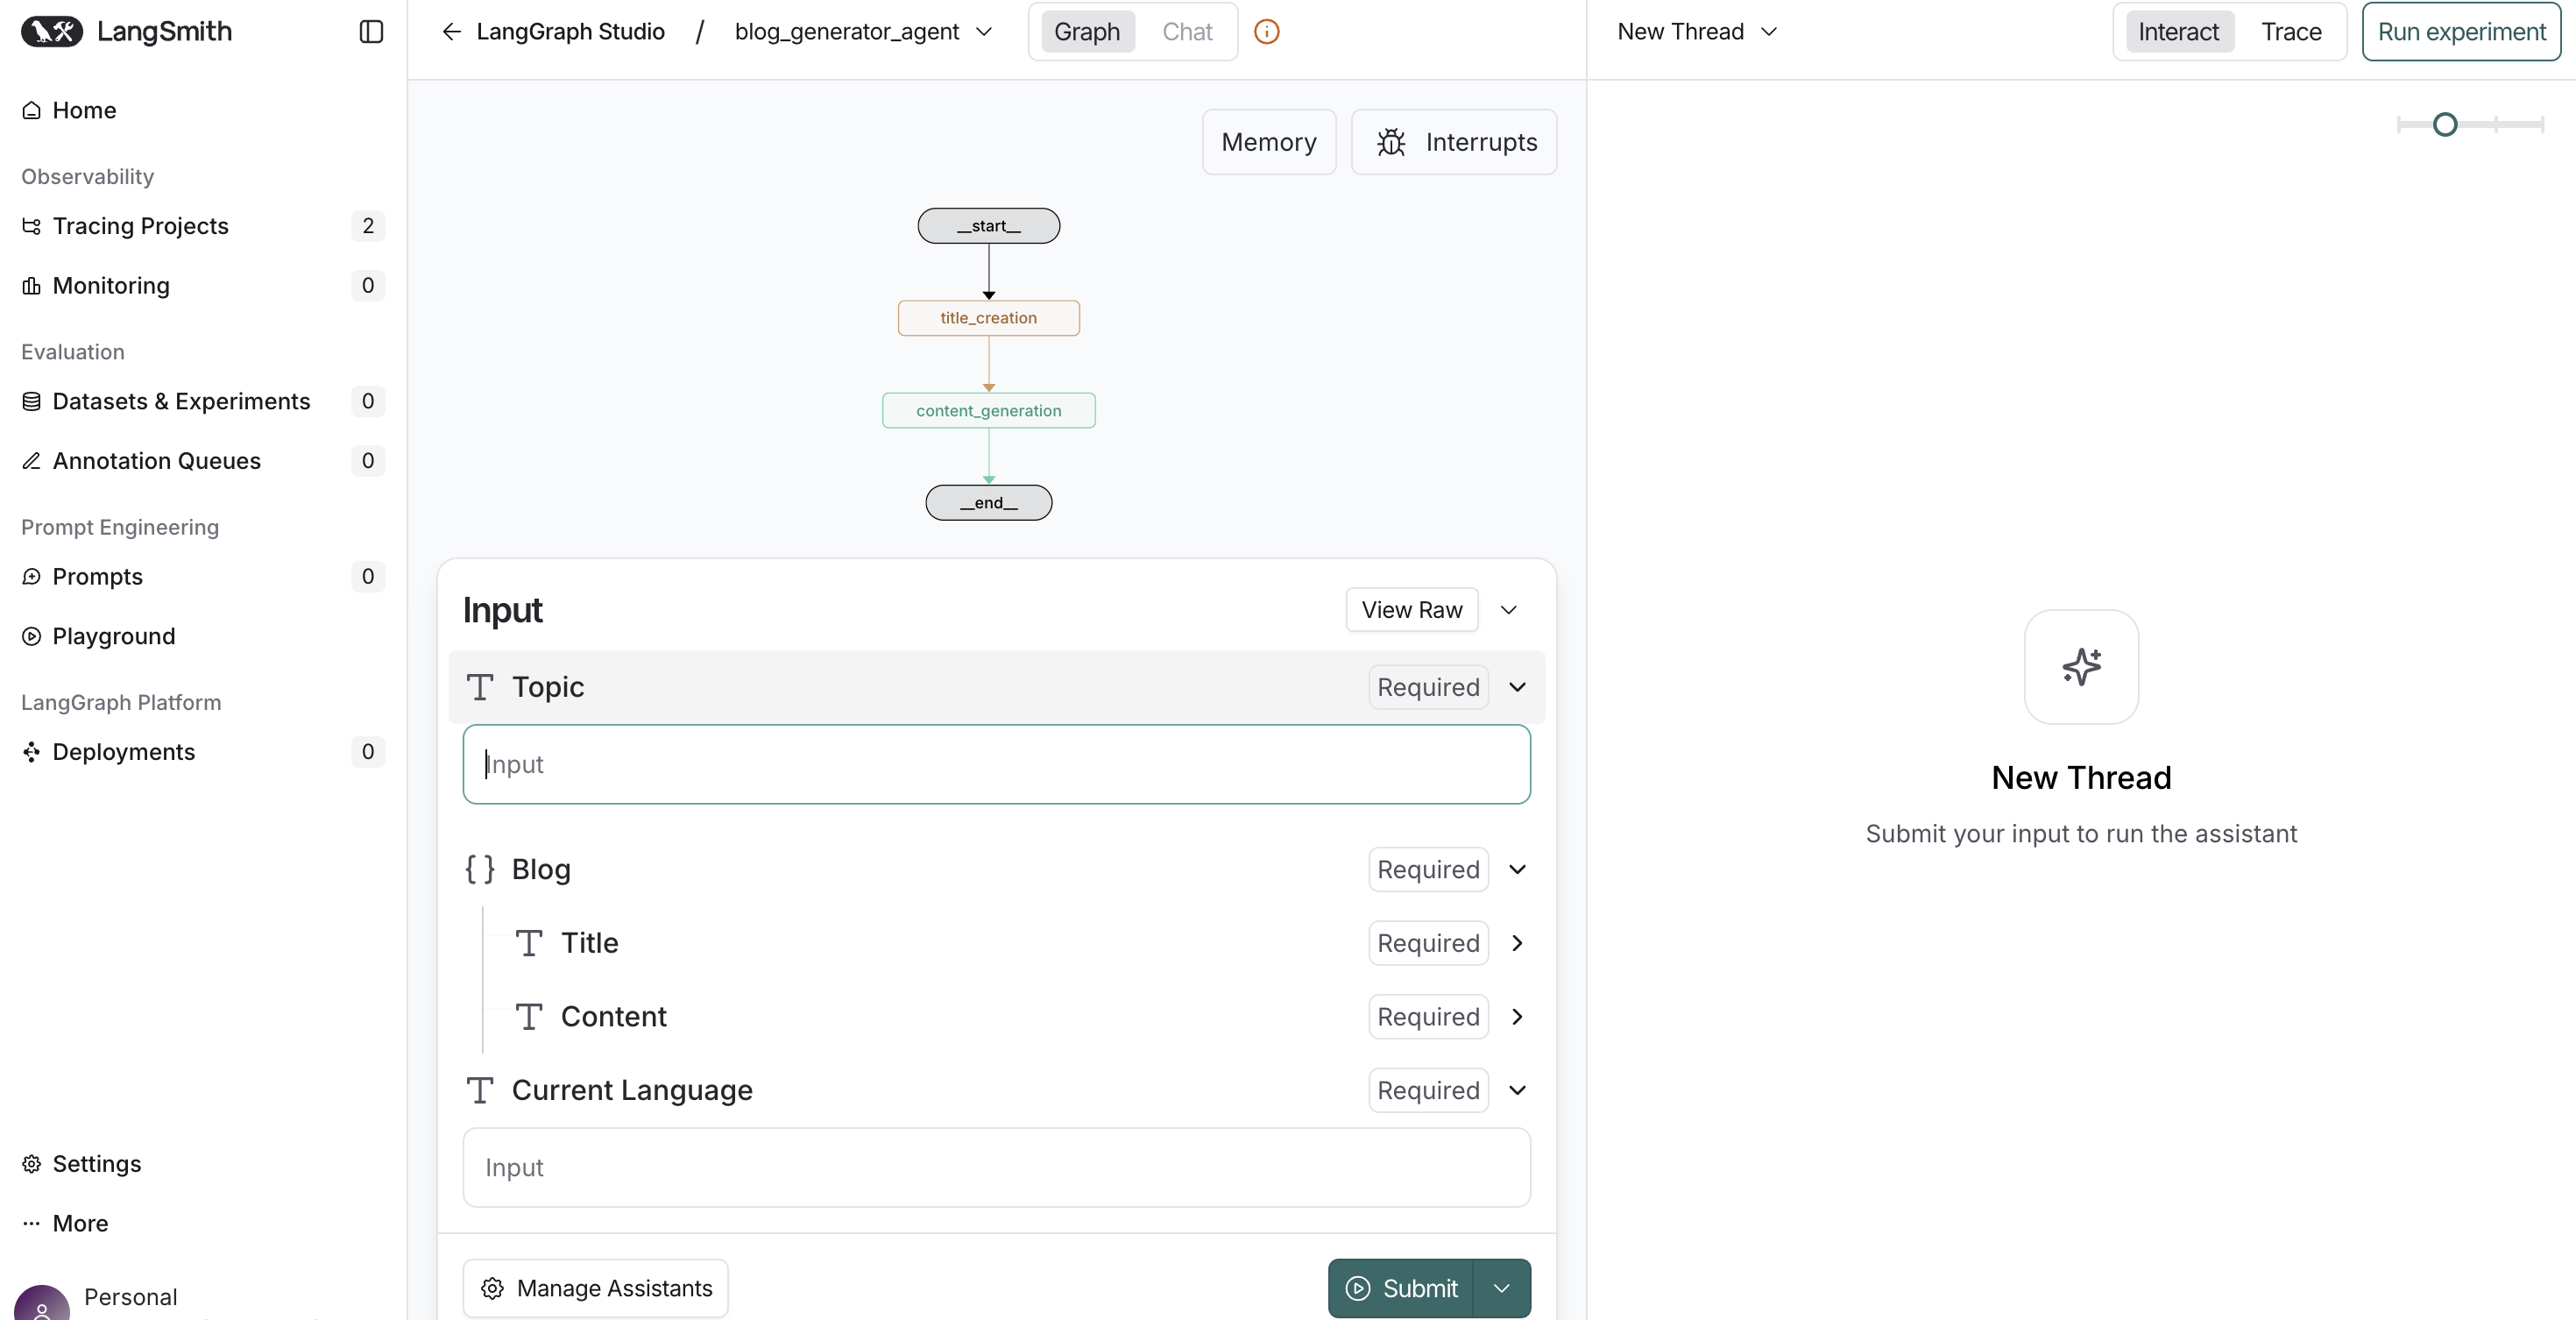 LangSmith
Home
Observability
Tracing Projects 2
Monitoring 0
Evaluation
Datasets & Experiments 0
Annotation Queues 0
Prompt Engineering
Prompts 0
Playground
LangGraph Platform
Deployments 0
Settings
More
Personal
LangGraph Studio / blog_generator_agent
Graph Chat
Memory Interrupts
__start__
title_creation
content_generation
__end__
Input View Raw
Topic Required
Input
{} Blog Required
Title Required
Content Required
Current Language Required
Input
Manage Assistants Submit
New Thread Interact Trace Run experiment
New Thread
Submit your input to run the assistant